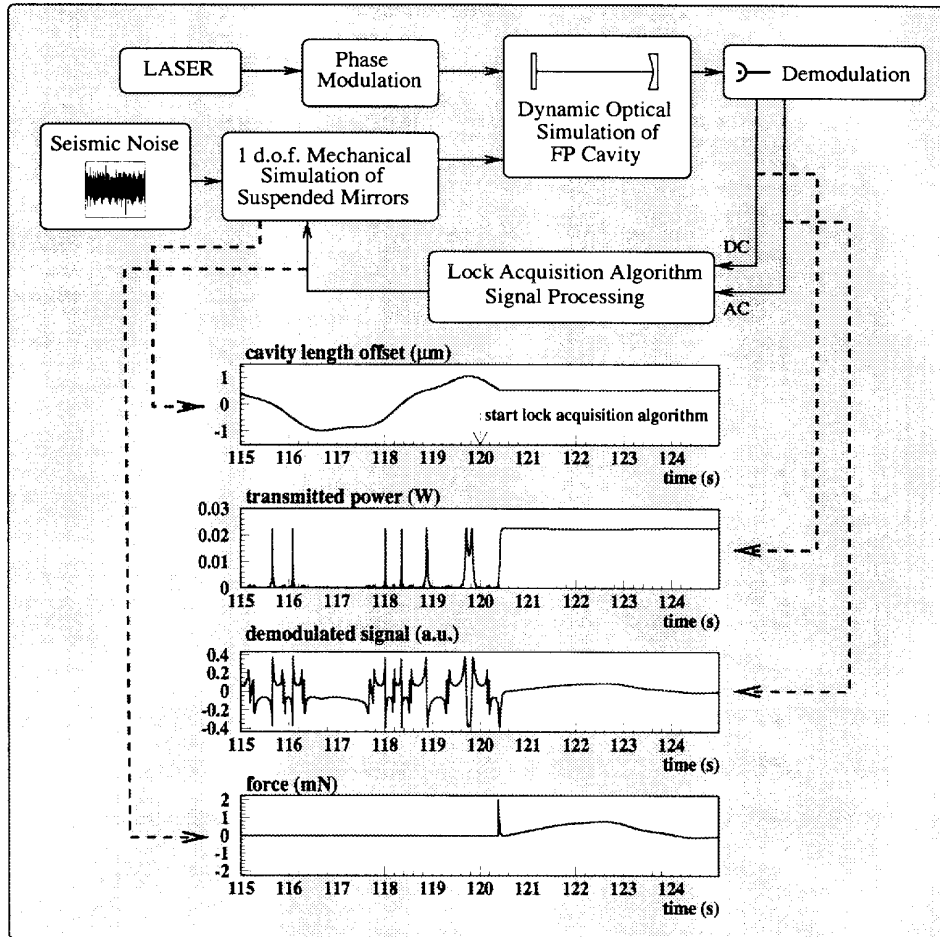 LASER
Phase
Modulation
Dynamic Optical
Simulation of
FP Cavity
Demodulation
Seismic Noise
1 d.o.f. Mechanical
Simulation of
Suspended Mirrors
Lock Acquisition Algorithm
Signal Processing
DC
AC
cavity length offset (μm)
1
0
-1
start lock acquisition algorithm
115 116 117 118 119 120 121 122 123 124
time (s)
transmitted power (W)
0.03
0.02
0.01
0
115 116 117 118 119 120 121 122 123 124
time (s)
demodulated signal (a.u.)
0.4
0.2
0
-0.2
-0.4
115 116 117 118 119 120 121 122 123 124
time (s)
force (mN)
2
1
0
-1
-2
115 116 117 118 119 120 121 122 123 124
time (s)